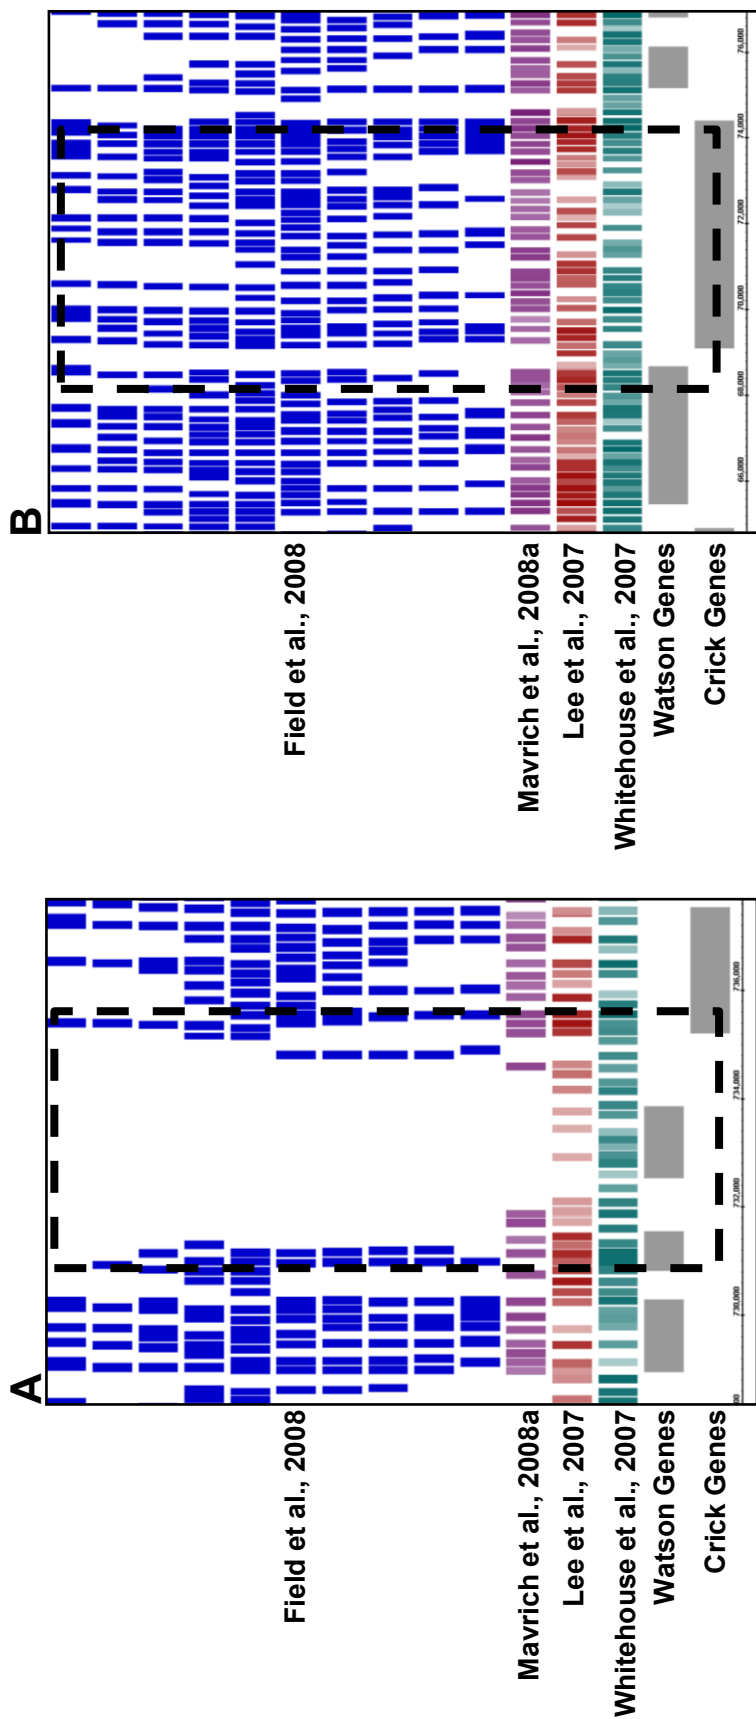 A
Field et al., 2008
Mavrich et al., 2008a
Lee et al., 2007
Whitehouse et al., 2007
Watson Genes
Crick Genes
00
730,000
732,000
734,000
736,000
B
Field et al., 2008
Mavrich et al., 2008a
Lee et al., 2007
Whitehouse et al., 2007
Watson Genes
Crick Genes
66,000
68,000
70,000
72,000
74,000
76,000